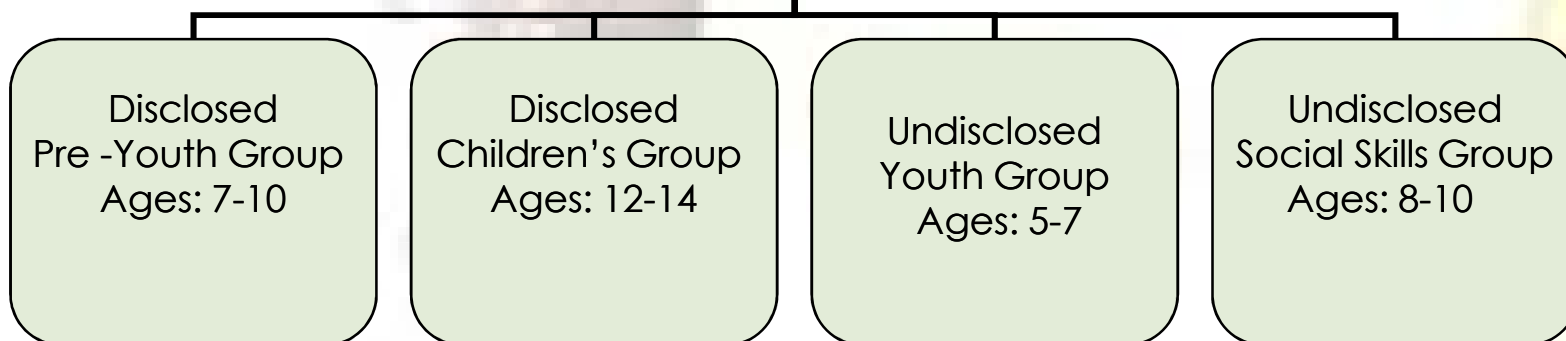 Disclosed
Pre -Youth Group
Ages: 7-10
Disclosed
Children’s Group
Ages: 12-14
Undisclosed
Youth Group
Ages: 5-7
Undisclosed
Social Skills Group
Ages: 8-10